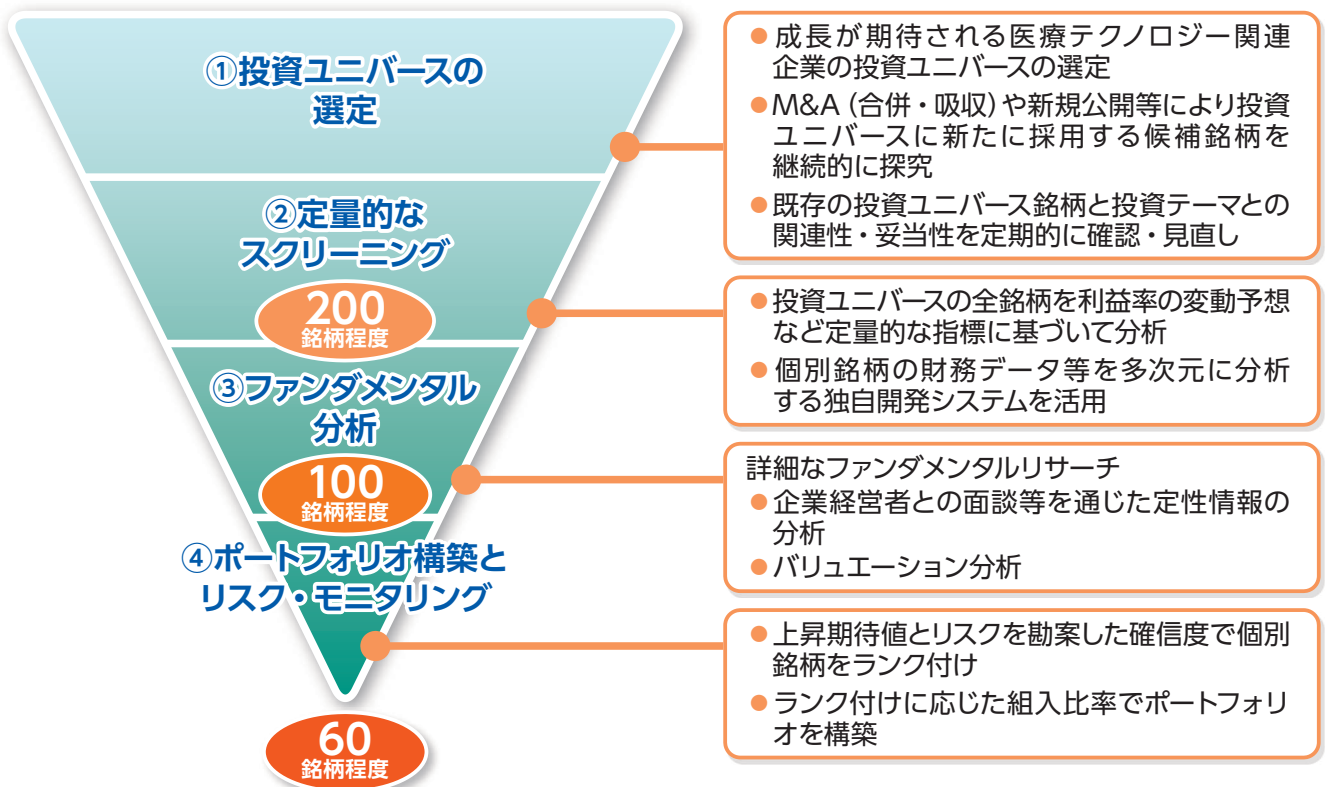 ①投資ユニバースの
選定
●成長が期待される医療テクノロジー関連
企業の投資ユニバースの選定
●M&A(合併・吸収)や新規公開等により投資
ユニバースに新たに採用する候補銘柄を
継続的に探究
●既存の投資ユニバース銘柄と投資テーマとの
関連性・妥当性を定期的に確認・見直し
②定量的な
スクリーニング
200
銘柄程度
●投資ユニバースの全銘柄を利益率の変動予想
など定量的な指標に基づいて分析
●個別銘柄の財務データ等を多次元に分析
する独自開発システムを活用
③ファンダメンタル
分析
100
銘柄程度
詳細なファンダメンタルリサーチ
●企業経営者との面談等を通じた定性情報の
分析
●バリュエーション分析
④ポートフォリオ構築と
リスク・モニタリング
●上昇期待値とリスクを勘案した確信度で個別
銘柄をランク付け
●ランク付けに応じた組入比率でポートフォリ
オを構築
60
銘柄程度